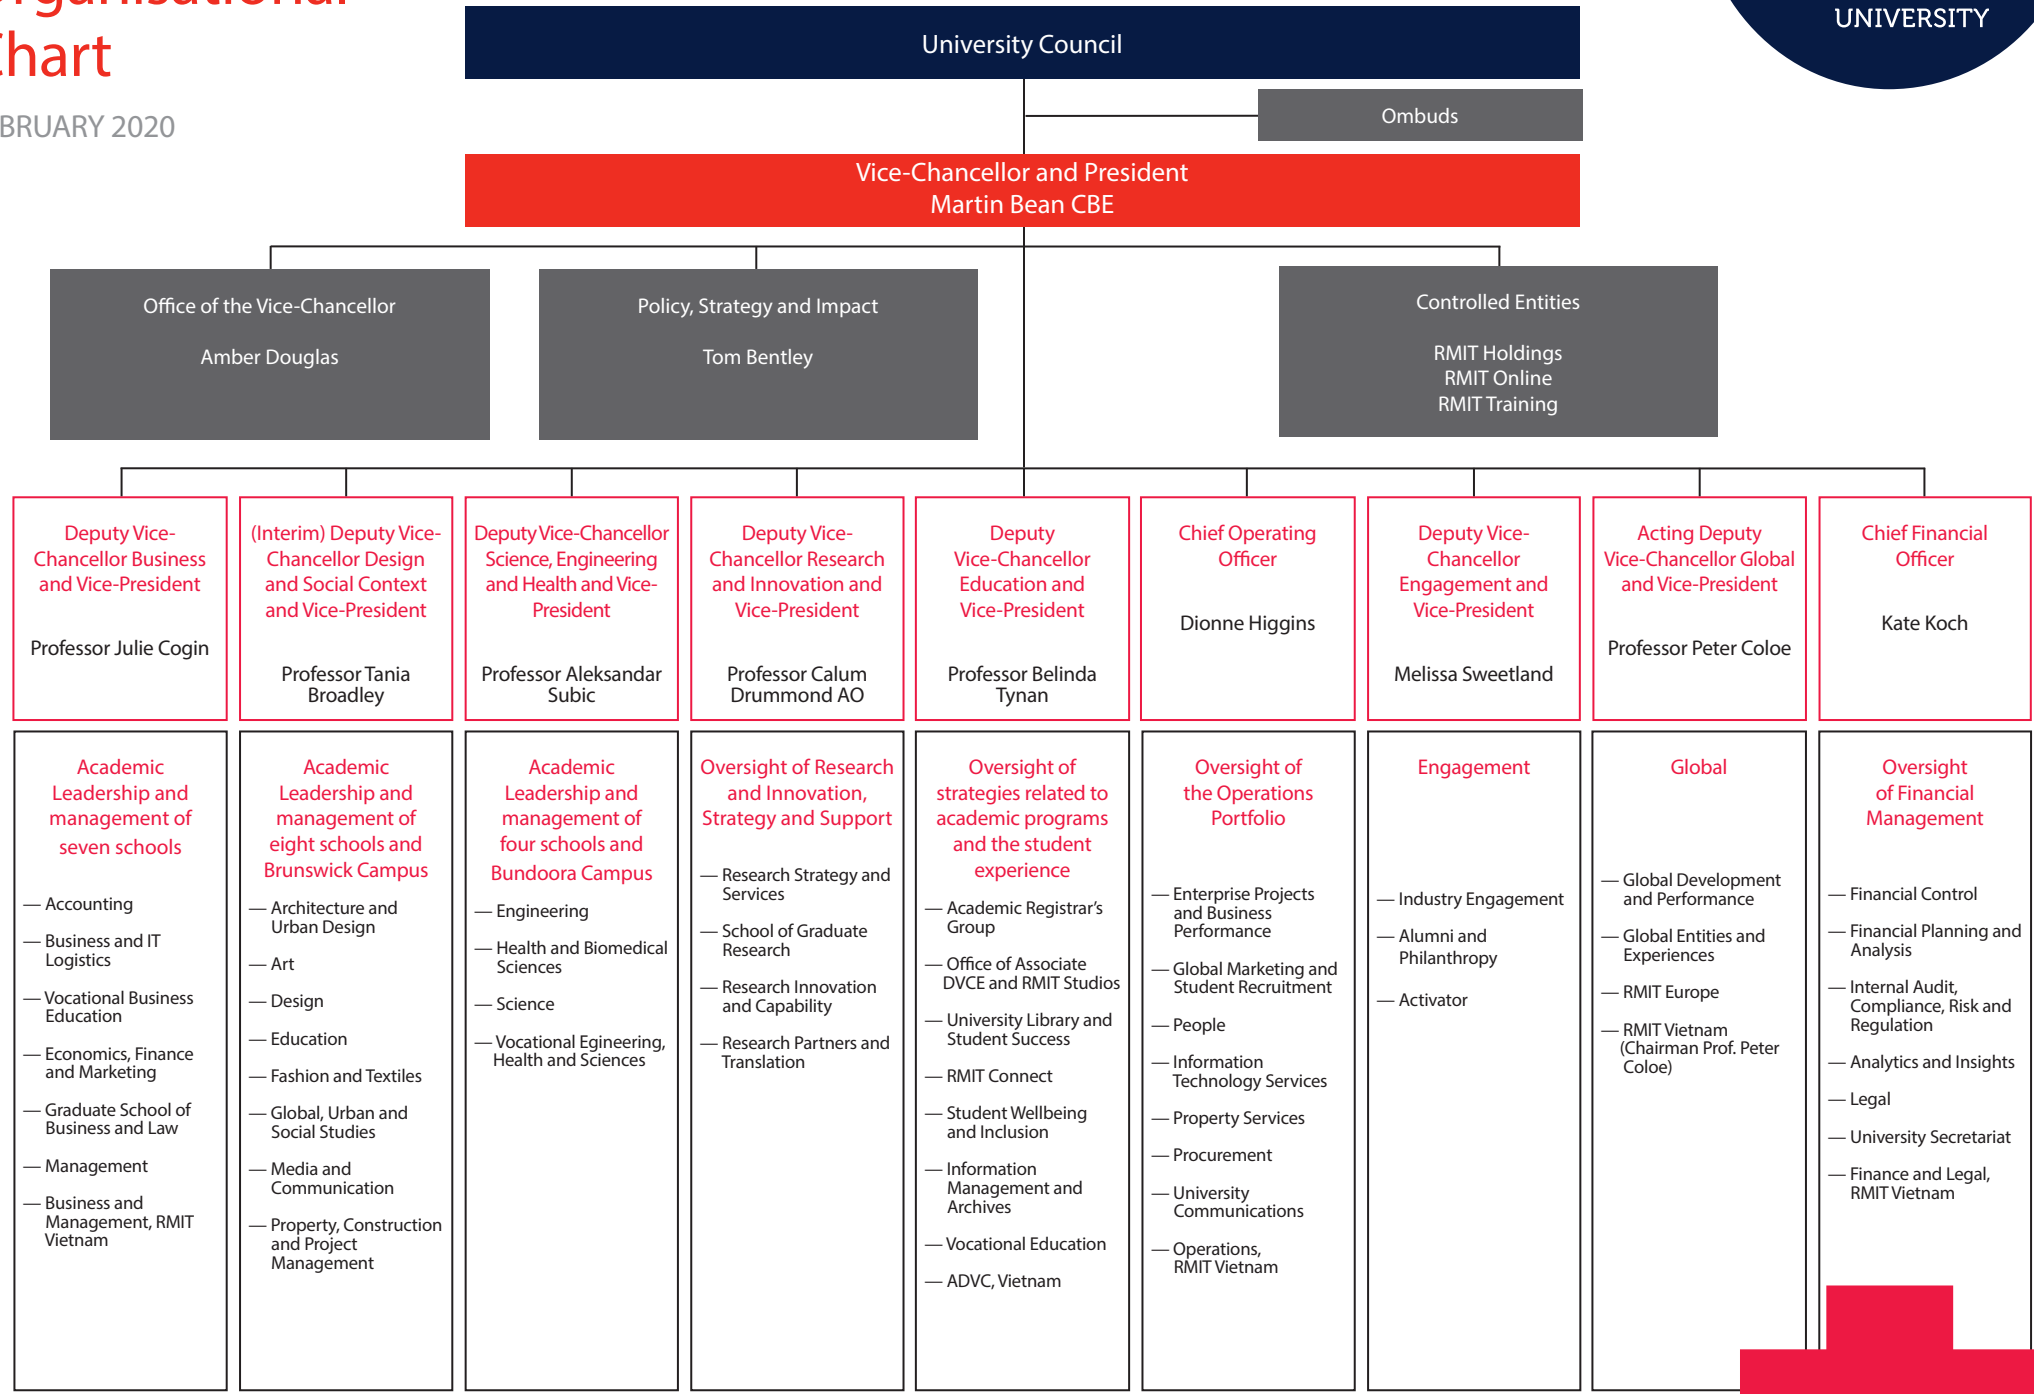 Organisational
Chart
FEBRUARY 2020
UNIVERSITY
University Council
Ombuds
Vice-Chancellor and President
Martin Bean CBE
Office of the Vice-Chancellor
Amber Douglas
Policy, Strategy and Impact
Tom Bentley
Controlled Entities
RMIT Holdings
RMIT Online
RMIT Training
Deputy Vice-
Chancellor Business
and Vice-President
Professor Julie Cogin
(Interim) Deputy Vice-
Chancellor Design
and Social Context
and Vice-President
Professor Tania
Broadley
Deputy Vice-Chancellor
Science, Engineering
and Health and Vice-
President
Professor Aleksandar
Subic
Deputy Vice-
Chancellor Research
and Innovation and
Vice-President
Professor Calum
Drummond AO
Deputy
Vice-Chancellor
Education and
Vice-President
Professor Belinda
Tynan
Chief Operating
Officer
Dionne Higgins
Deputy Vice-
Chancellor
Engagement and
Vice-President
Melissa Sweetland
Acting Deputy
Vice-Chancellor Global
and Vice-President
Professor Peter Coloe
Chief Financial
Officer
Kate Koch
Academic
Leadership and
management of
seven schools
— Accounting
— Business and IT
Logistics
— Vocational Business
Education
— Economics, Finance
and Marketing
— Graduate School of
Business and Law
— Management
— Business and
Management, RMIT
Vietnam
Academic
Leadership and
management of
eight schools and
Brunswick Campus
— Architecture and
Urban Design
— Art
— Design
— Education
— Fashion and Textiles
— Global, Urban and
Social Studies
— Media and
Communication
— Property, Construction
and Project
Management
Academic
Leadership and
management of
four schools and
Bundoora Campus
— Engineering
— Health and Biomedical
Sciences
— Science
— Vocational Egineering,
Health and Sciences
Oversight of Research
and Innovation,
Strategy and Support
— Research Strategy and
Services
— School of Graduate
Research
— Research Innovation
and Capability
— Research Partners and
Translation
Oversight of
strategies related to
academic programs
and the student
experience
— Academic Registrar's
Group
— Office of Associate
DVCE and RMIT Studios
— University Library and
Student Success
— RMIT Connect
— Student Wellbeing
and Inclusion
— Information
Management and
Archives
— Vocational Education
— ADVC, Vietnam
Oversight of
the Operations
Portfolio
— Enterprise Projects
and Business
Performance
— Global Marketing and
Student Recruitment
— People
— Information
Technology Services
— Property Services
— Procurement
— University
Communications
— Operations,
RMIT Vietnam
Engagement
— Industry Engagement
— Alumni and
Philanthropy
— Activator
Global
— Global Development
and Performance
— Global Entities and
Experiences
— RMIT Europe
— RMIT Vietnam
(Chairman Prof. Peter
Coloe)
Oversight
of Financial
Management
— Financial Control
— Financial Planning and
Analysis
— Internal Audit,
Compliance, Risk and
Regulation
— Analytics and Insights
— Legal
— University Secretariat
— Finance and Legal,
RMIT Vietnam